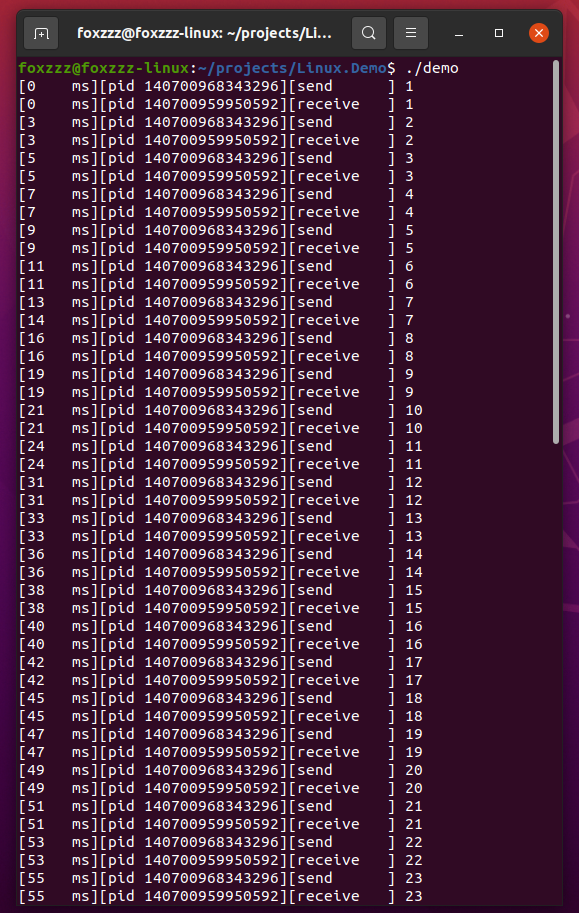 foxzzz@foxzzz-linux: ~/projects/Li...
foxzzz@foxzzz-linux:~/projects/Linux.Demo$ ./demo
[0    ms][pid 140700968343296][send      ] 1
[0    ms][pid 140700959950592][receive   ] 1
[3    ms][pid 140700968343296][send      ] 2
[3    ms][pid 140700959950592][receive   ] 2
[5    ms][pid 140700968343296][send      ] 3
[5    ms][pid 140700959950592][receive   ] 3
[7    ms][pid 140700968343296][send      ] 4
[7    ms][pid 140700959950592][receive   ] 4
[9    ms][pid 140700968343296][send      ] 5
[9    ms][pid 140700959950592][receive   ] 5
[11   ms][pid 140700968343296][send      ] 6
[11   ms][pid 140700959950592][receive   ] 6
[13   ms][pid 140700968343296][send      ] 7
[14   ms][pid 140700959950592][receive   ] 7
[16   ms][pid 140700968343296][send      ] 8
[16   ms][pid 140700959950592][receive   ] 8
[19   ms][pid 140700968343296][send      ] 9
[19   ms][pid 140700959950592][receive   ] 9
[21   ms][pid 140700968343296][send      ] 10
[21   ms][pid 140700959950592][receive   ] 10
[24   ms][pid 140700968343296][send      ] 11
[24   ms][pid 140700959950592][receive   ] 11
[31   ms][pid 140700968343296][send      ] 12
[31   ms][pid 140700959950592][receive   ] 12
[33   ms][pid 140700968343296][send      ] 13
[33   ms][pid 140700959950592][receive   ] 13
[36   ms][pid 140700968343296][send      ] 14
[36   ms][pid 140700959950592][receive   ] 14
[38   ms][pid 140700968343296][send      ] 15
[38   ms][pid 140700959950592][receive   ] 15
[40   ms][pid 140700968343296][send      ] 16
[40   ms][pid 140700959950592][receive   ] 16
[42   ms][pid 140700968343296][send      ] 17
[42   ms][pid 140700959950592][receive   ] 17
[45   ms][pid 140700968343296][send      ] 18
[45   ms][pid 140700959950592][receive   ] 18
[47   ms][pid 140700968343296][send      ] 19
[47   ms][pid 140700959950592][receive   ] 19
[49   ms][pid 140700968343296][send      ] 20
[49   ms][pid 140700959950592][receive   ] 20
[51   ms][pid 140700968343296][send      ] 21
[51   ms][pid 140700959950592][receive   ] 21
[53   ms][pid 140700968343296][send      ] 22
[53   ms][pid 140700959950592][receive   ] 22
[55   ms][pid 140700968343296][send      ] 23
[55   ms][pid 140700959950592][receive   ] 23